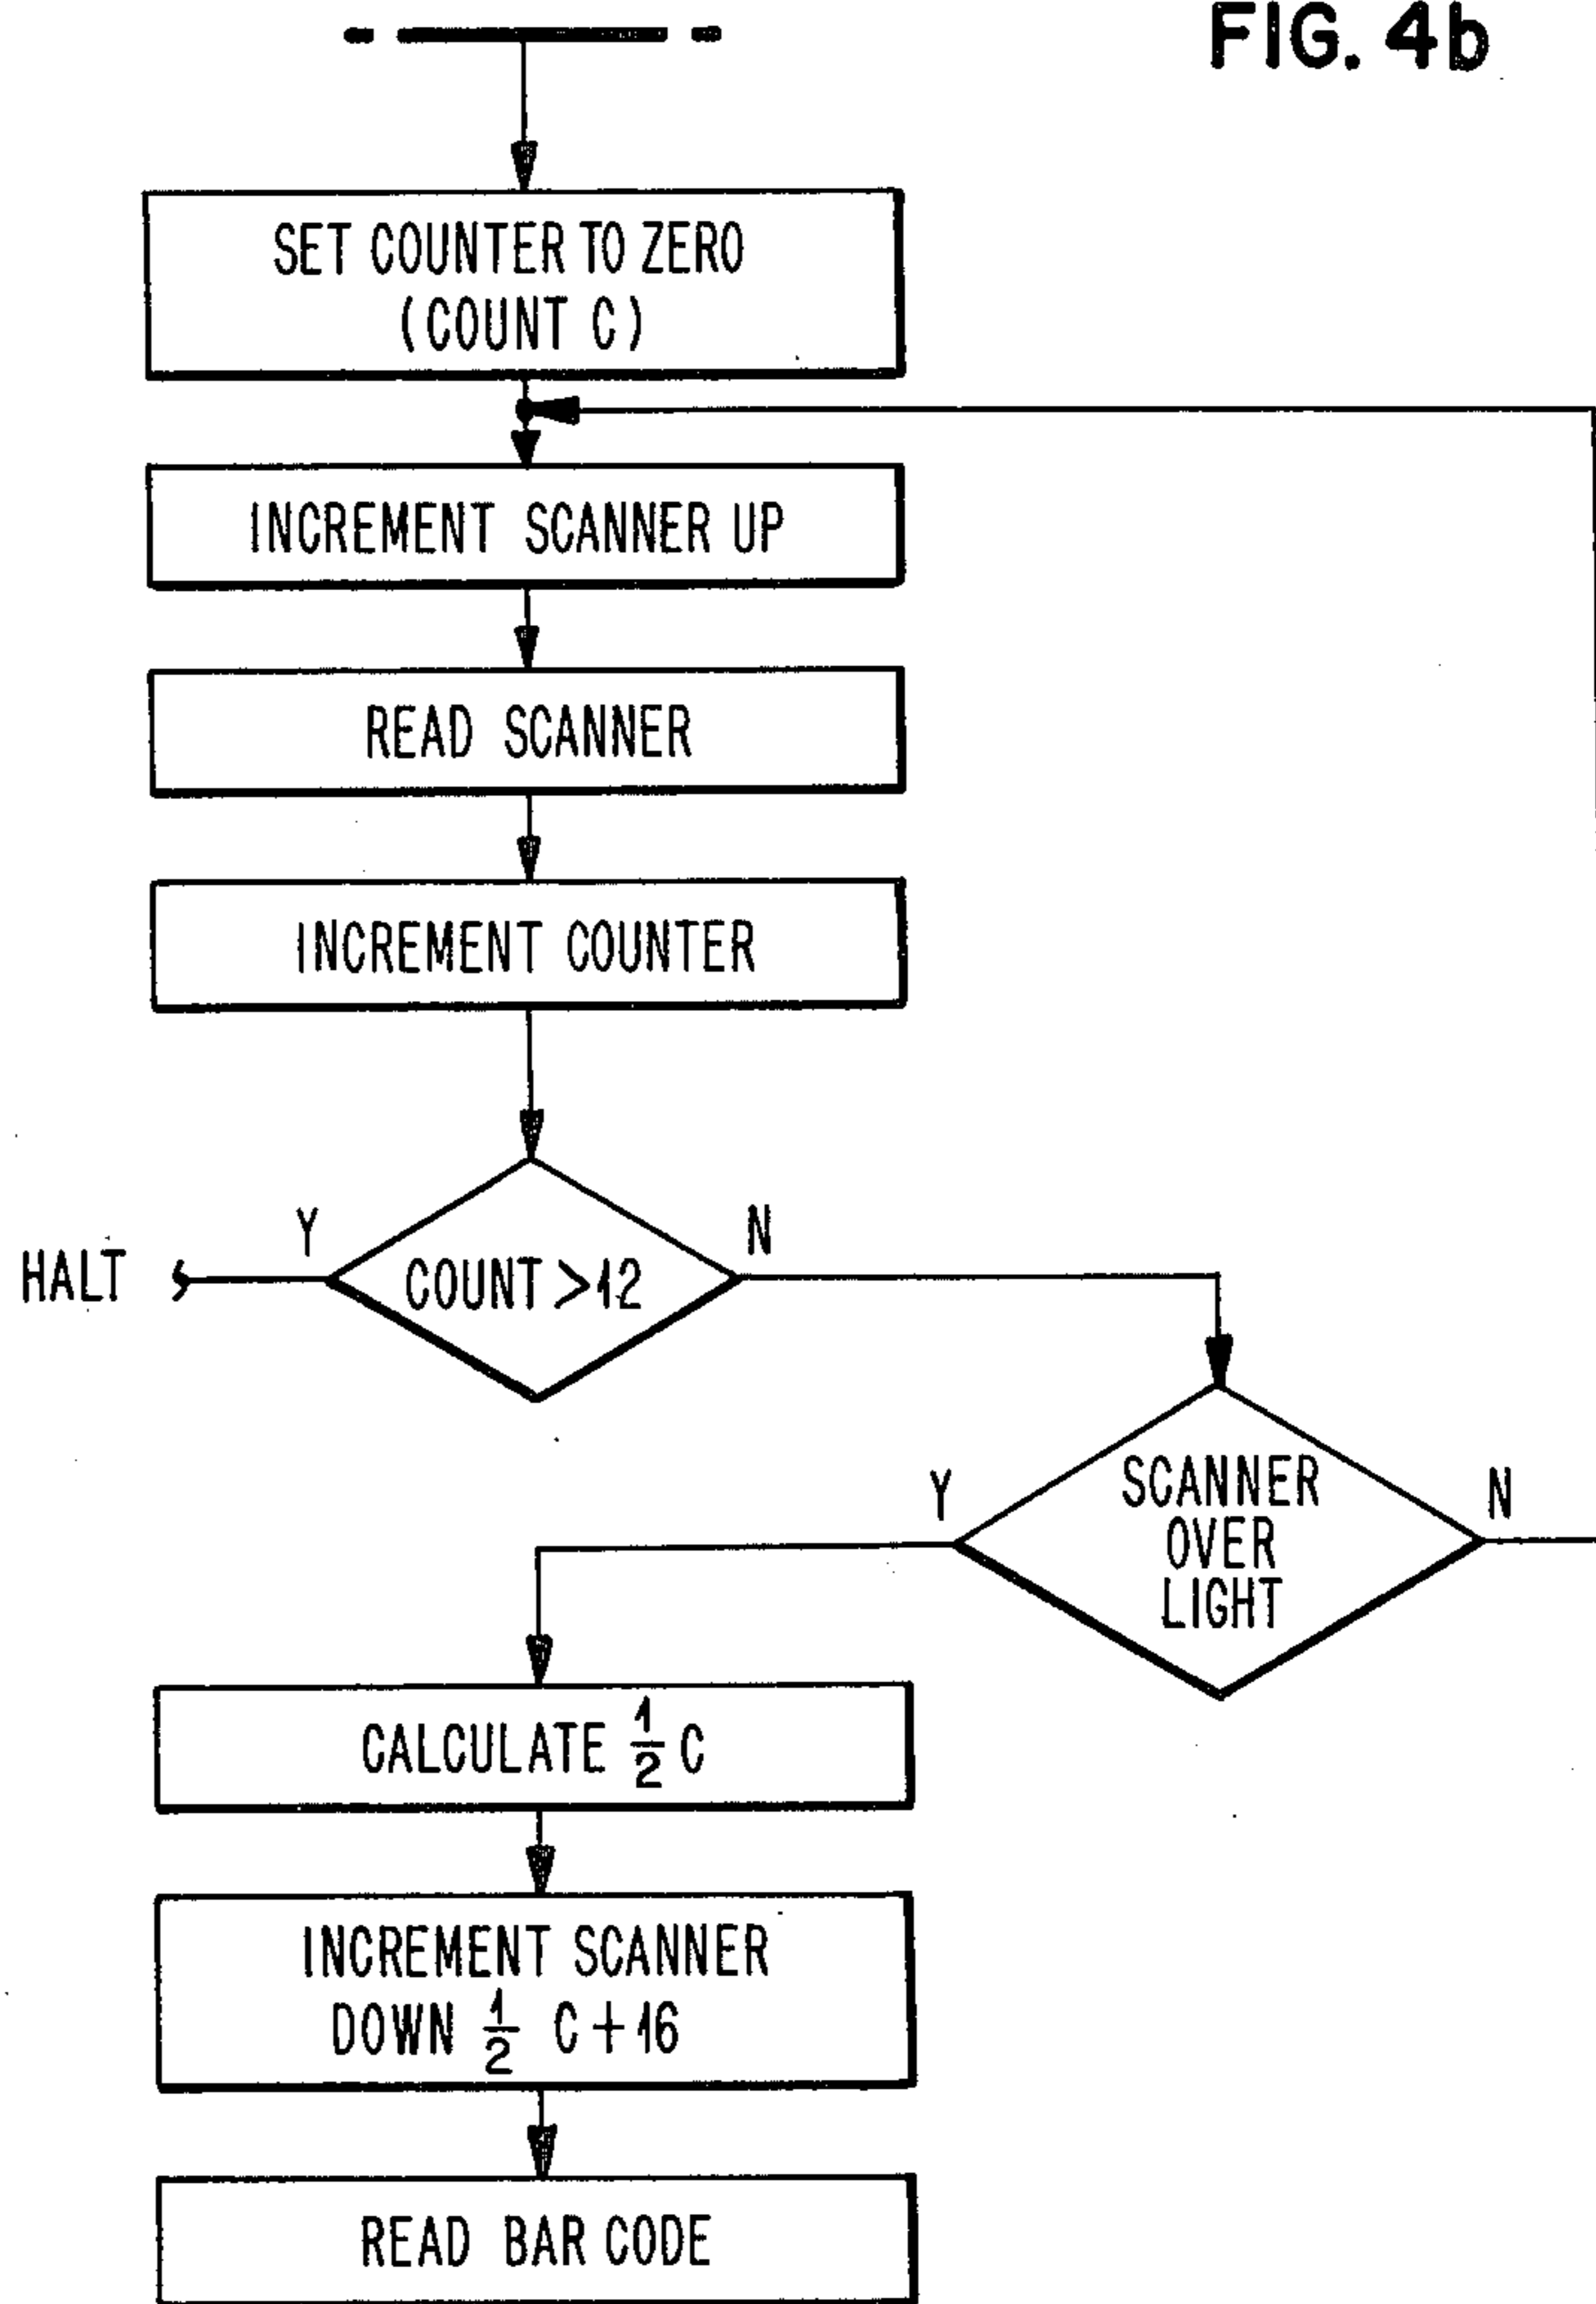 FIG. 4b
SET COUNTER TO ZERO
(COUNT C)
INCREMENT SCANNER UP
READ SCANNER
INCREMENT COUNTER
HALT
Y
COUNT >12
N
Y
SCANNER
OVER
LIGHT
N
CALCULATE 1/2 C
INCREMENT SCANNER
DOWN 1/2 C+16
READ BAR CODE